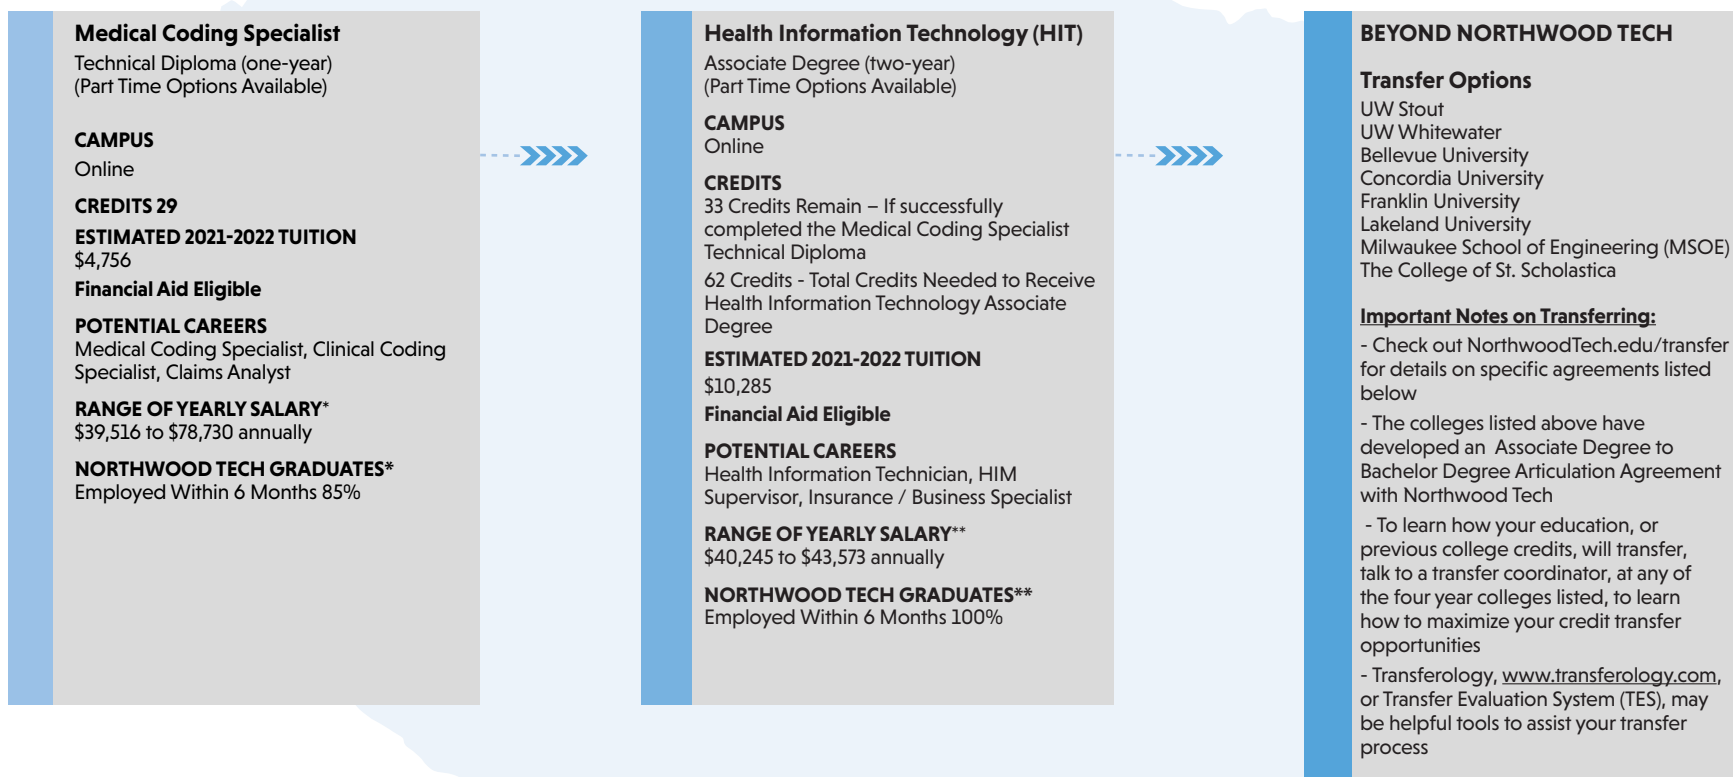 Medical Coding Specialist
Technical Diploma (one-year)
(Part Time Options Available)
CAMPUS
Online
CREDITS 29
ESTIMATED 2021-2022 TUITION
$4,756
Financial Aid Eligible
POTENTIAL CAREERS
Medical Coding Specialist, Clinical Coding
Specialist, Claims Analyst
RANGE OF YEARLY SALARY*
$39,516 to $78,730 annually
NORTHWOOD TECH GRADUATES*
Employed Within 6 Months 85%
Health Information Technology (HIT)
Associate Degree (two-year)
(Part Time Options Available)
CAMPUS
Online
CREDITS
33 Credits Remain – If successfully
completed the Medical Coding Specialist
Technical Diploma
62 Credits - Total Credits Needed to Receive
Health Information Technology Associate
Degree
ESTIMATED 2021-2022 TUITION
$10,285
Financial Aid Eligible
POTENTIAL CAREERS
Health Information Technician, HIM
Supervisor, Insurance / Business Specialist
RANGE OF YEARLY SALARY**
$40,245 to $43,573 annually
NORTHWOOD TECH GRADUATES**
Employed Within 6 Months 100%
BEYOND NORTHWOOD TECH
Transfer Options
UW Stout
UW Whitewater
Bellevue University
Concordia University
Franklin University
Lakeland University
Milwaukee School of Engineering (MSOE)
The College of St. Scholastica
Important Notes on Transferring:
- Check out NorthwoodTech.edu/transfer
for details on specific agreements listed
below
- The colleges listed above have
developed an Associate Degree to
Bachelor Degree Articulation Agreement
with Northwood Tech
- To learn how your education, or
previous college credits, will transfer,
talk to a transfer coordinator, at any of
the four year colleges listed, to learn
how to maximize your credit transfer
opportunities
- Transferology, www.transferology.com,
or Transfer Evaluation System (TES), may
be helpful tools to assist your transfer
process